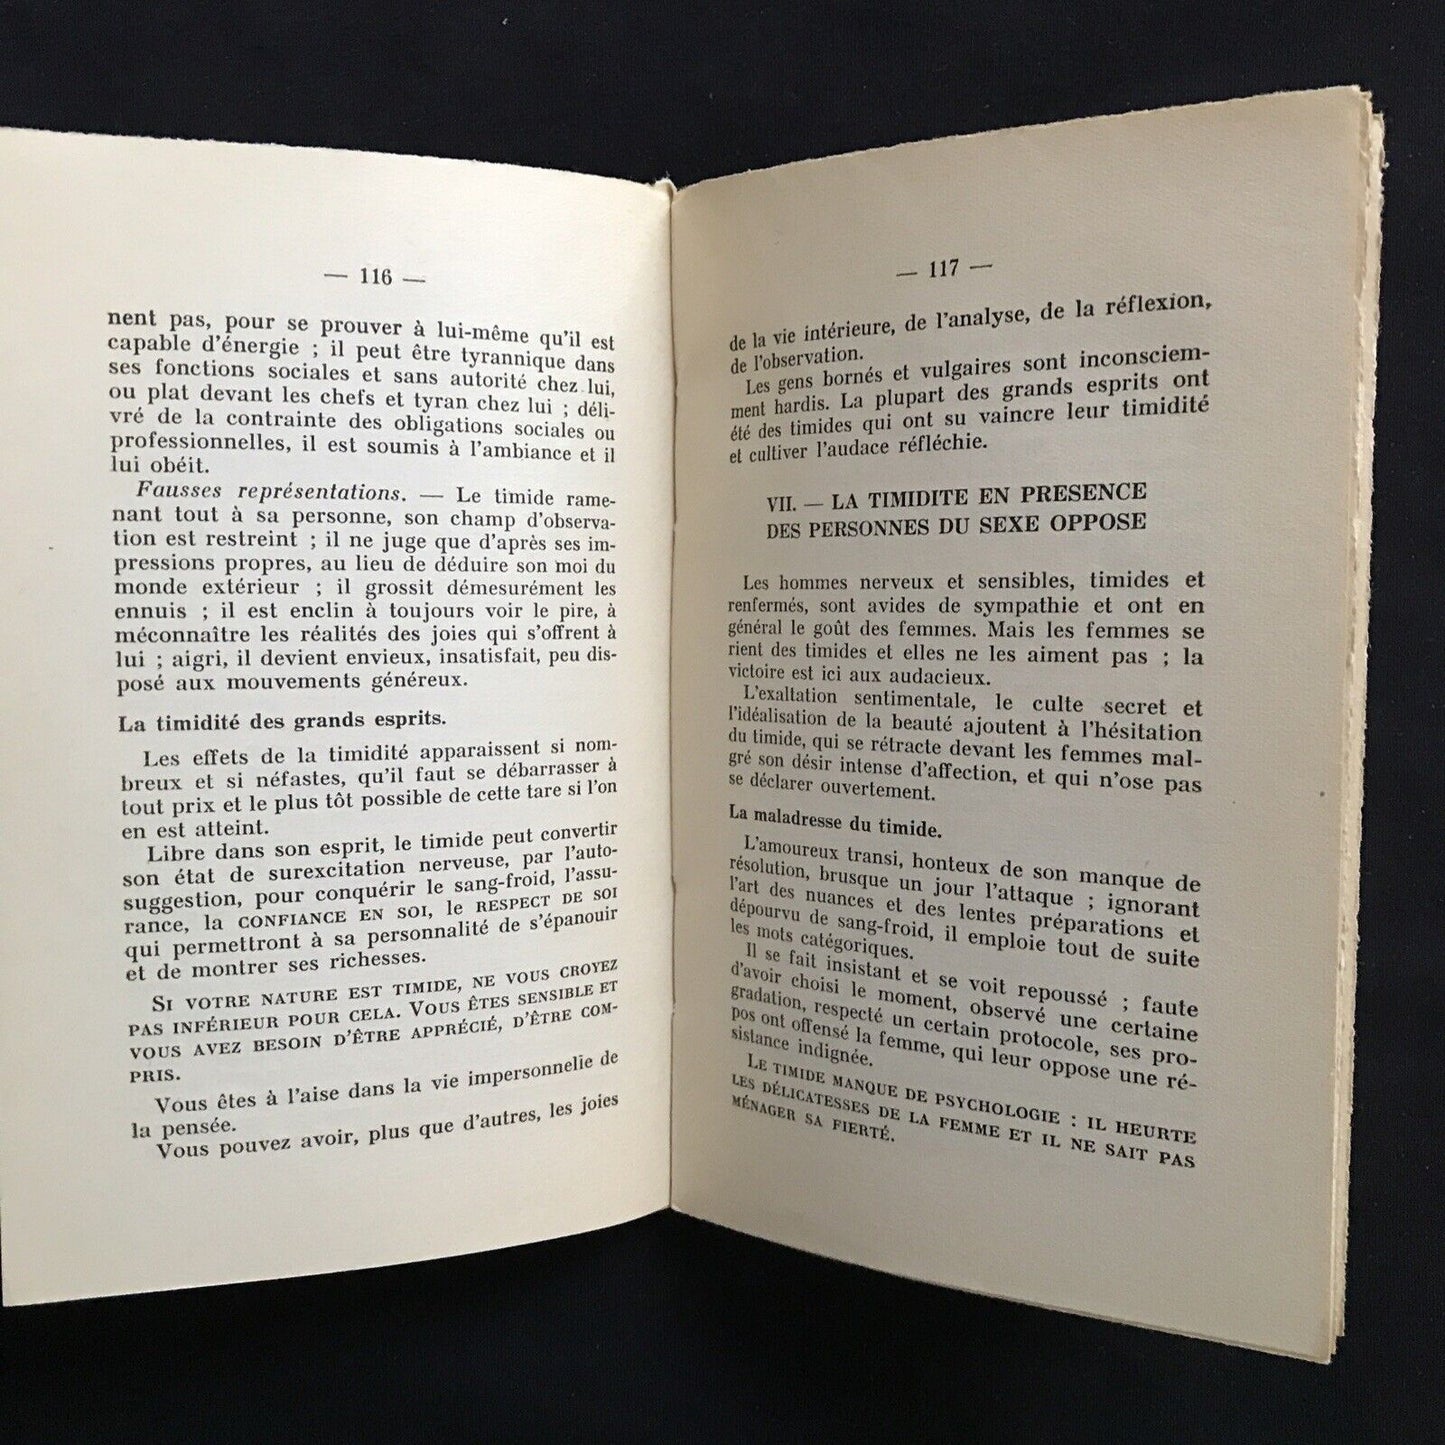 — 116 —
nent pas, pour se prouver à lui-même qu'il est
capable d'énergie ; il peut être tyrannique dans
ses fonctions sociales et sans autorité chez lui,
ou plat devant les chefs et tyran chez lui ; déli-
vré de la contrainte des obligations sociales ou
professionnelles, il est soumis à l'ambiance et il
lui obéit.
Fausses représentations. — Le timide rame-
nant tout à sa personne, son champ d'observa-
tion est restreint ; il ne juge que d'après ses im-
pressions propres, au lieu de déduire son moi du
monde extérieur ; il grossit démesurément les
ennuis ; il est enclin à toujours voir le pire, à
méconnaître les réalités des joies qui s'offrent à
lui ; aigri, il devient envieux, insatisfait, peu dis-
posé aux mouvements généreux.
La timidité des grands esprits.
Les effets de la timidité apparaissent si nom-
breux et si néfastes, qu'il faut se débarrasser à
tout prix et le plus tôt possible de cette tare si l'on
en est atteint.
Libre dans son esprit, le timide peut convertir
son état de surexcitation nerveuse, par l'auto-
suggestion, pour conquérir le sang-froid, l'assu-
rance, la CONFIANCE EN SOI, le RESPECT DE SOI
qui permettront à sa personnalité de s'épanouir
et de montrer ses richesses.
SI VOTRE NATURE EST TIMIDE, NE VOUS CROYEZ
PAS INFÉRIEUR POUR CELA. VOUS ÊTES SENSIBLE ET
VOUS AVEZ BESOIN D'ÊTRE APPRÉCIÉ, D'ÊTRE COM-
PRIS.
Vous êtes à l'aise dans la vie impersonnelie de
la pensée.
Vous pouvez avoir, plus que d'autres, les joies
— 117 —
de la vie intérieure, de l'analyse, de la réflexion,
de l'observation.
Les gens bornés et vulgaires sont inconsciem-
ment hardis. La plupart des grands esprits ont
été des timides qui ont su vaincre leur timidité
et cultiver l'audace réfléchie.
VII. — LA TIMIDITE EN PRESENCE
DES PERSONNES DU SEXE OPPOSE
Les hommes nerveux et sensibles, timides et
renfermés, sont avides de sympathie et ont en
général le goût des femmes. Mais les femmes se
rient des timides et elles ne les aiment pas ; la
victoire est ici aux audacieux.
L'exaltation sentimentale, le culte secret et
l'idéalisation de la beauté ajoutent à l'hésitation
du timide, qui se rétracte devant les femmes mal-
gré son désir intense d'affection, et qui n'ose pas
se déclarer ouvertement.
La maladresse du timide.
L'amoureux transi, honteux de son manque de
résolution, brusque un jour l'attaque ; ignorant
l'art des nuances et des lentes préparations et
dépourvu de sang-froid, il emploie tout de suite
les mots catégoriques.
Il se fait insistant et se voit repoussé ; faute
d'avoir choisi le moment, observé une certaine
gradation, respecté un certain protocole, ses pro-
pos ont offensé la femme, qui leur oppose une ré-
sistance indignée.
LE TIMIDE MANQUE DE PSYCHOLOGIE : IL HEURTE
LES DÉLICATESSES DE LA FEMME ET IL NE SAIT PAS
MÉNAGER SA FIERTÉ.